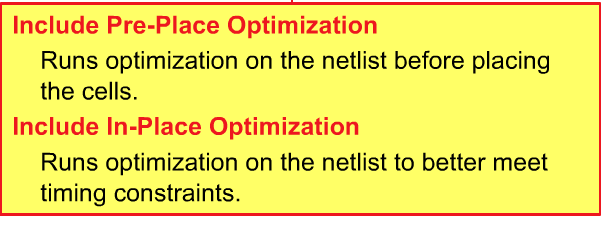 Include Pre-Place Optimization
Runs optimization on the netlist before placing
the cells.
Include In-Place Optimization
Runs optimization on the netlist to better meet
timing constraints.